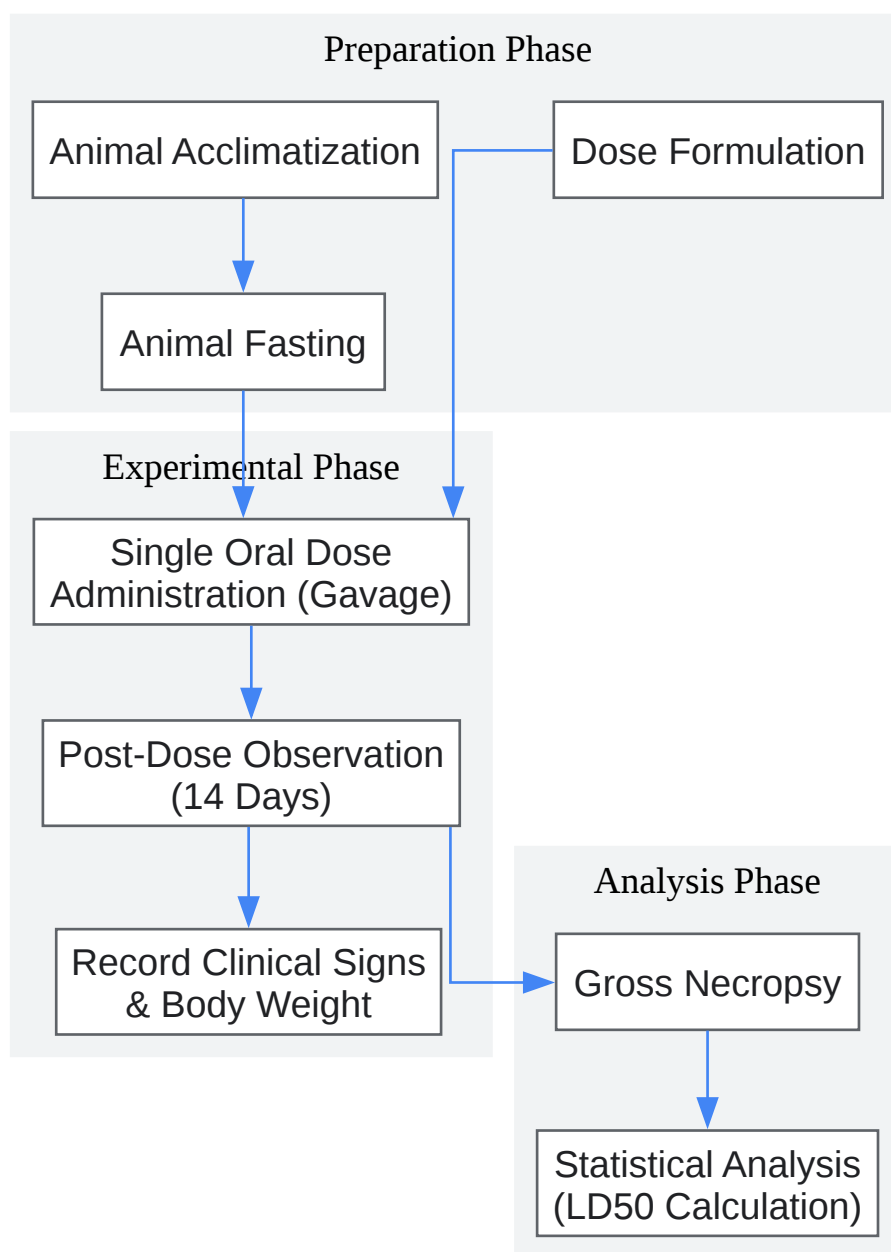 Preparation Phase
Animal Acclimatization
Dose Formulation
Animal Fasting
Experimental Phase
Single Oral Dose
Administration (Gavage)
Post-Dose Observation
(14 Days)
Record Clinical Signs
& Body Weight
Analysis Phase
Gross Necropsy
Statistical Analysis
(LD50 Calculation)